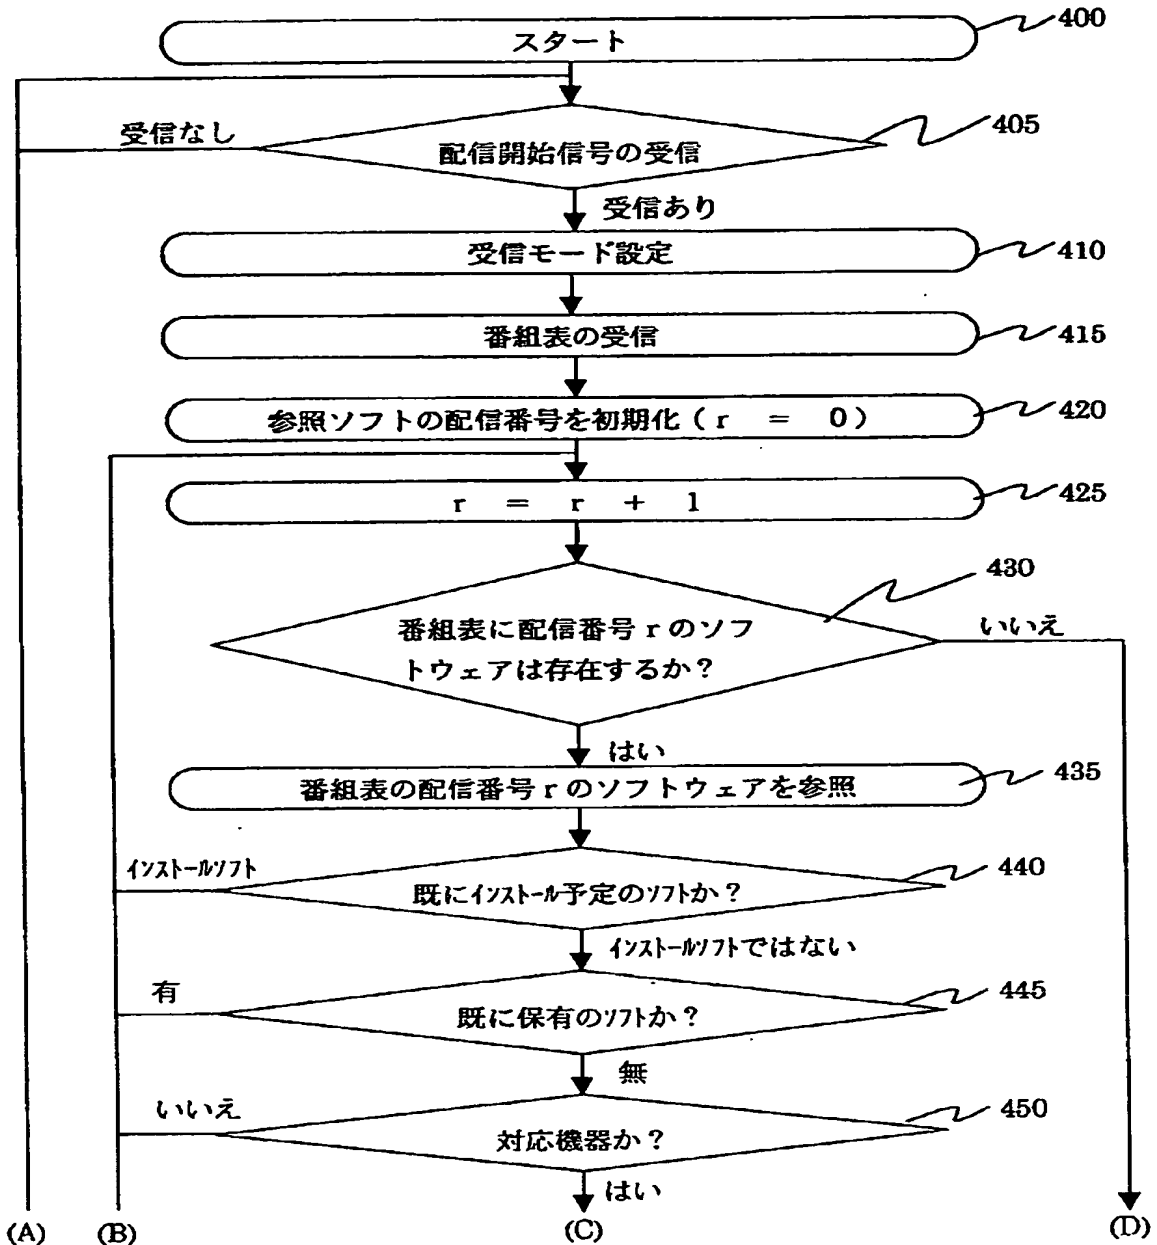 スタート
400
受信なし
配信開始信号の受信
405
受信あり
受信モード設定
410
番組表の受信
415
参照ソフトの配信番号を初期化(r = 0)
420
r = r + 1
425
430
番組表に配信番号rのソフ
トウェアは存在するか?
いいえ
はい
番組表の配信番号rのソフトウェアを参照
435
インストールソフト
既にインストール予定のソフトか?
440
インストールソフトではない
有
既に保有のソフトか?
445
無
いいえ
対応機器か?
450
はい
(A) (B) (C) (D)